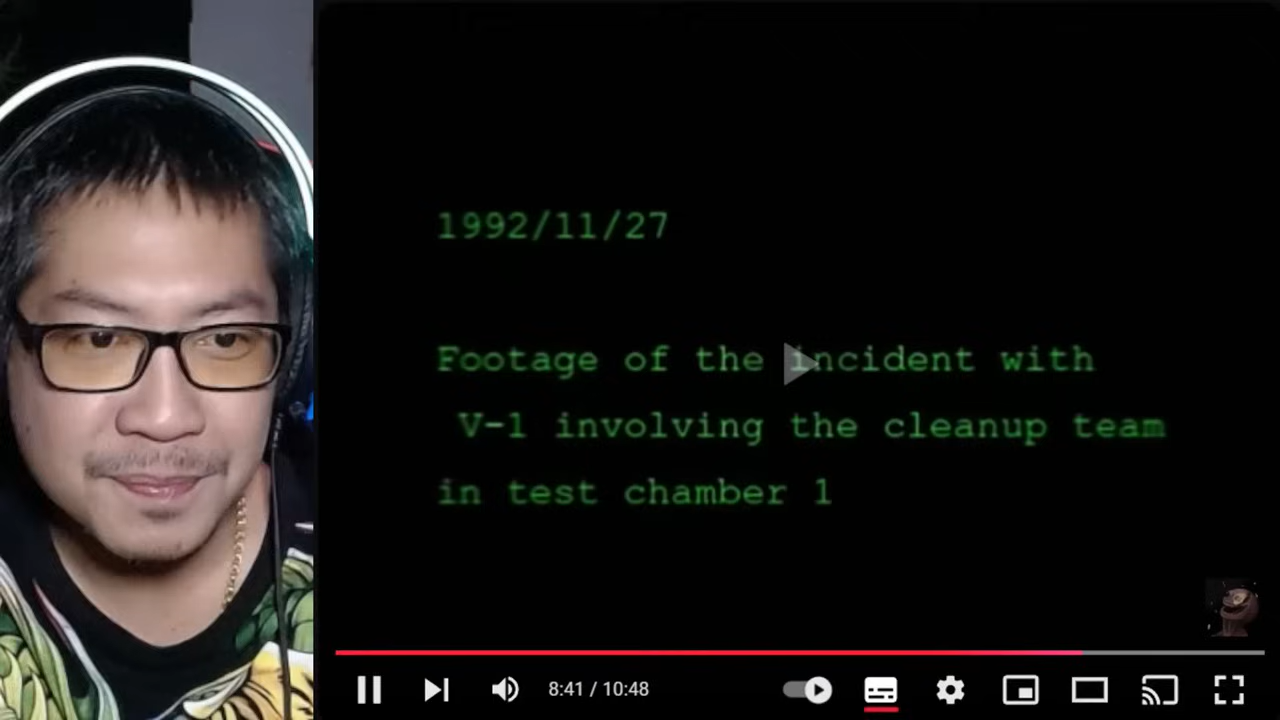 1992/11/27
Footage of the incident with
V-1 involving the cleanup team
in test chamber 1
8:41 / 10:48